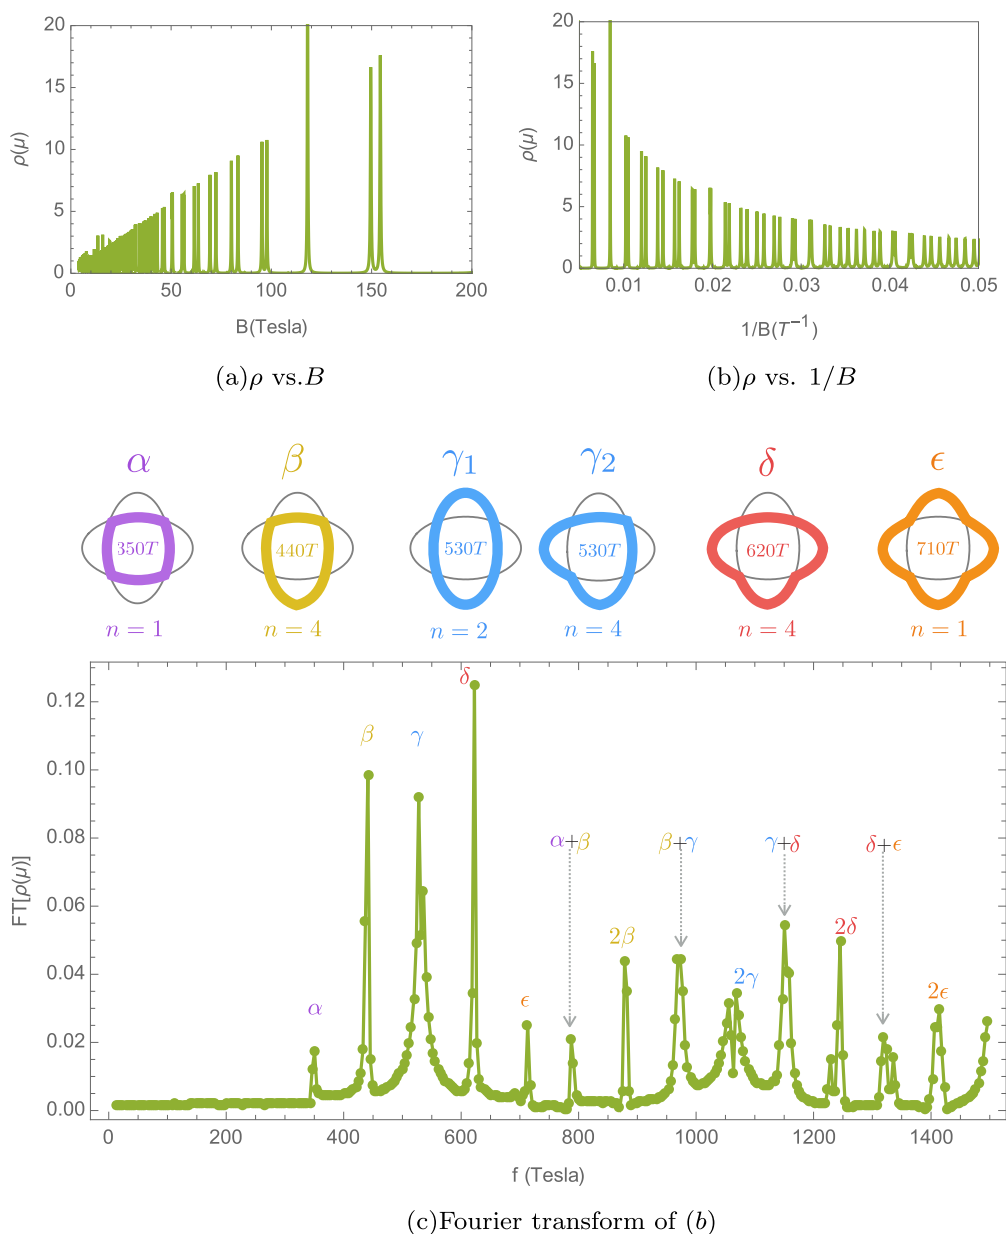 20
15
10
5
0
ρ(μ)
0 50 100 150 200
B(Tesla)
(a)ρ vs.B
20
15
10
5
0
ρ(μ)
0.01 0.02 0.03 0.04 0.05
1/B(T⁻¹)
(b)ρ vs. 1/B
α β γ1 γ2 δ ϵ
350T 440T 530T 530T 620T 710T
n = 1 n = 4 n = 2 n = 4 n = 4 n = 1
0.12
0.10
0.08
0.06
0.04
0.02
0.00
FT[ρ(μ)]
δ
β γ
α+β β+γ γ+δ δ+ϵ
2β 2δ
2γ
α ϵ 2ϵ
0 200 400 600 800 1000 1200 1400
f (Tesla)
(c)Fourier transform of (b)